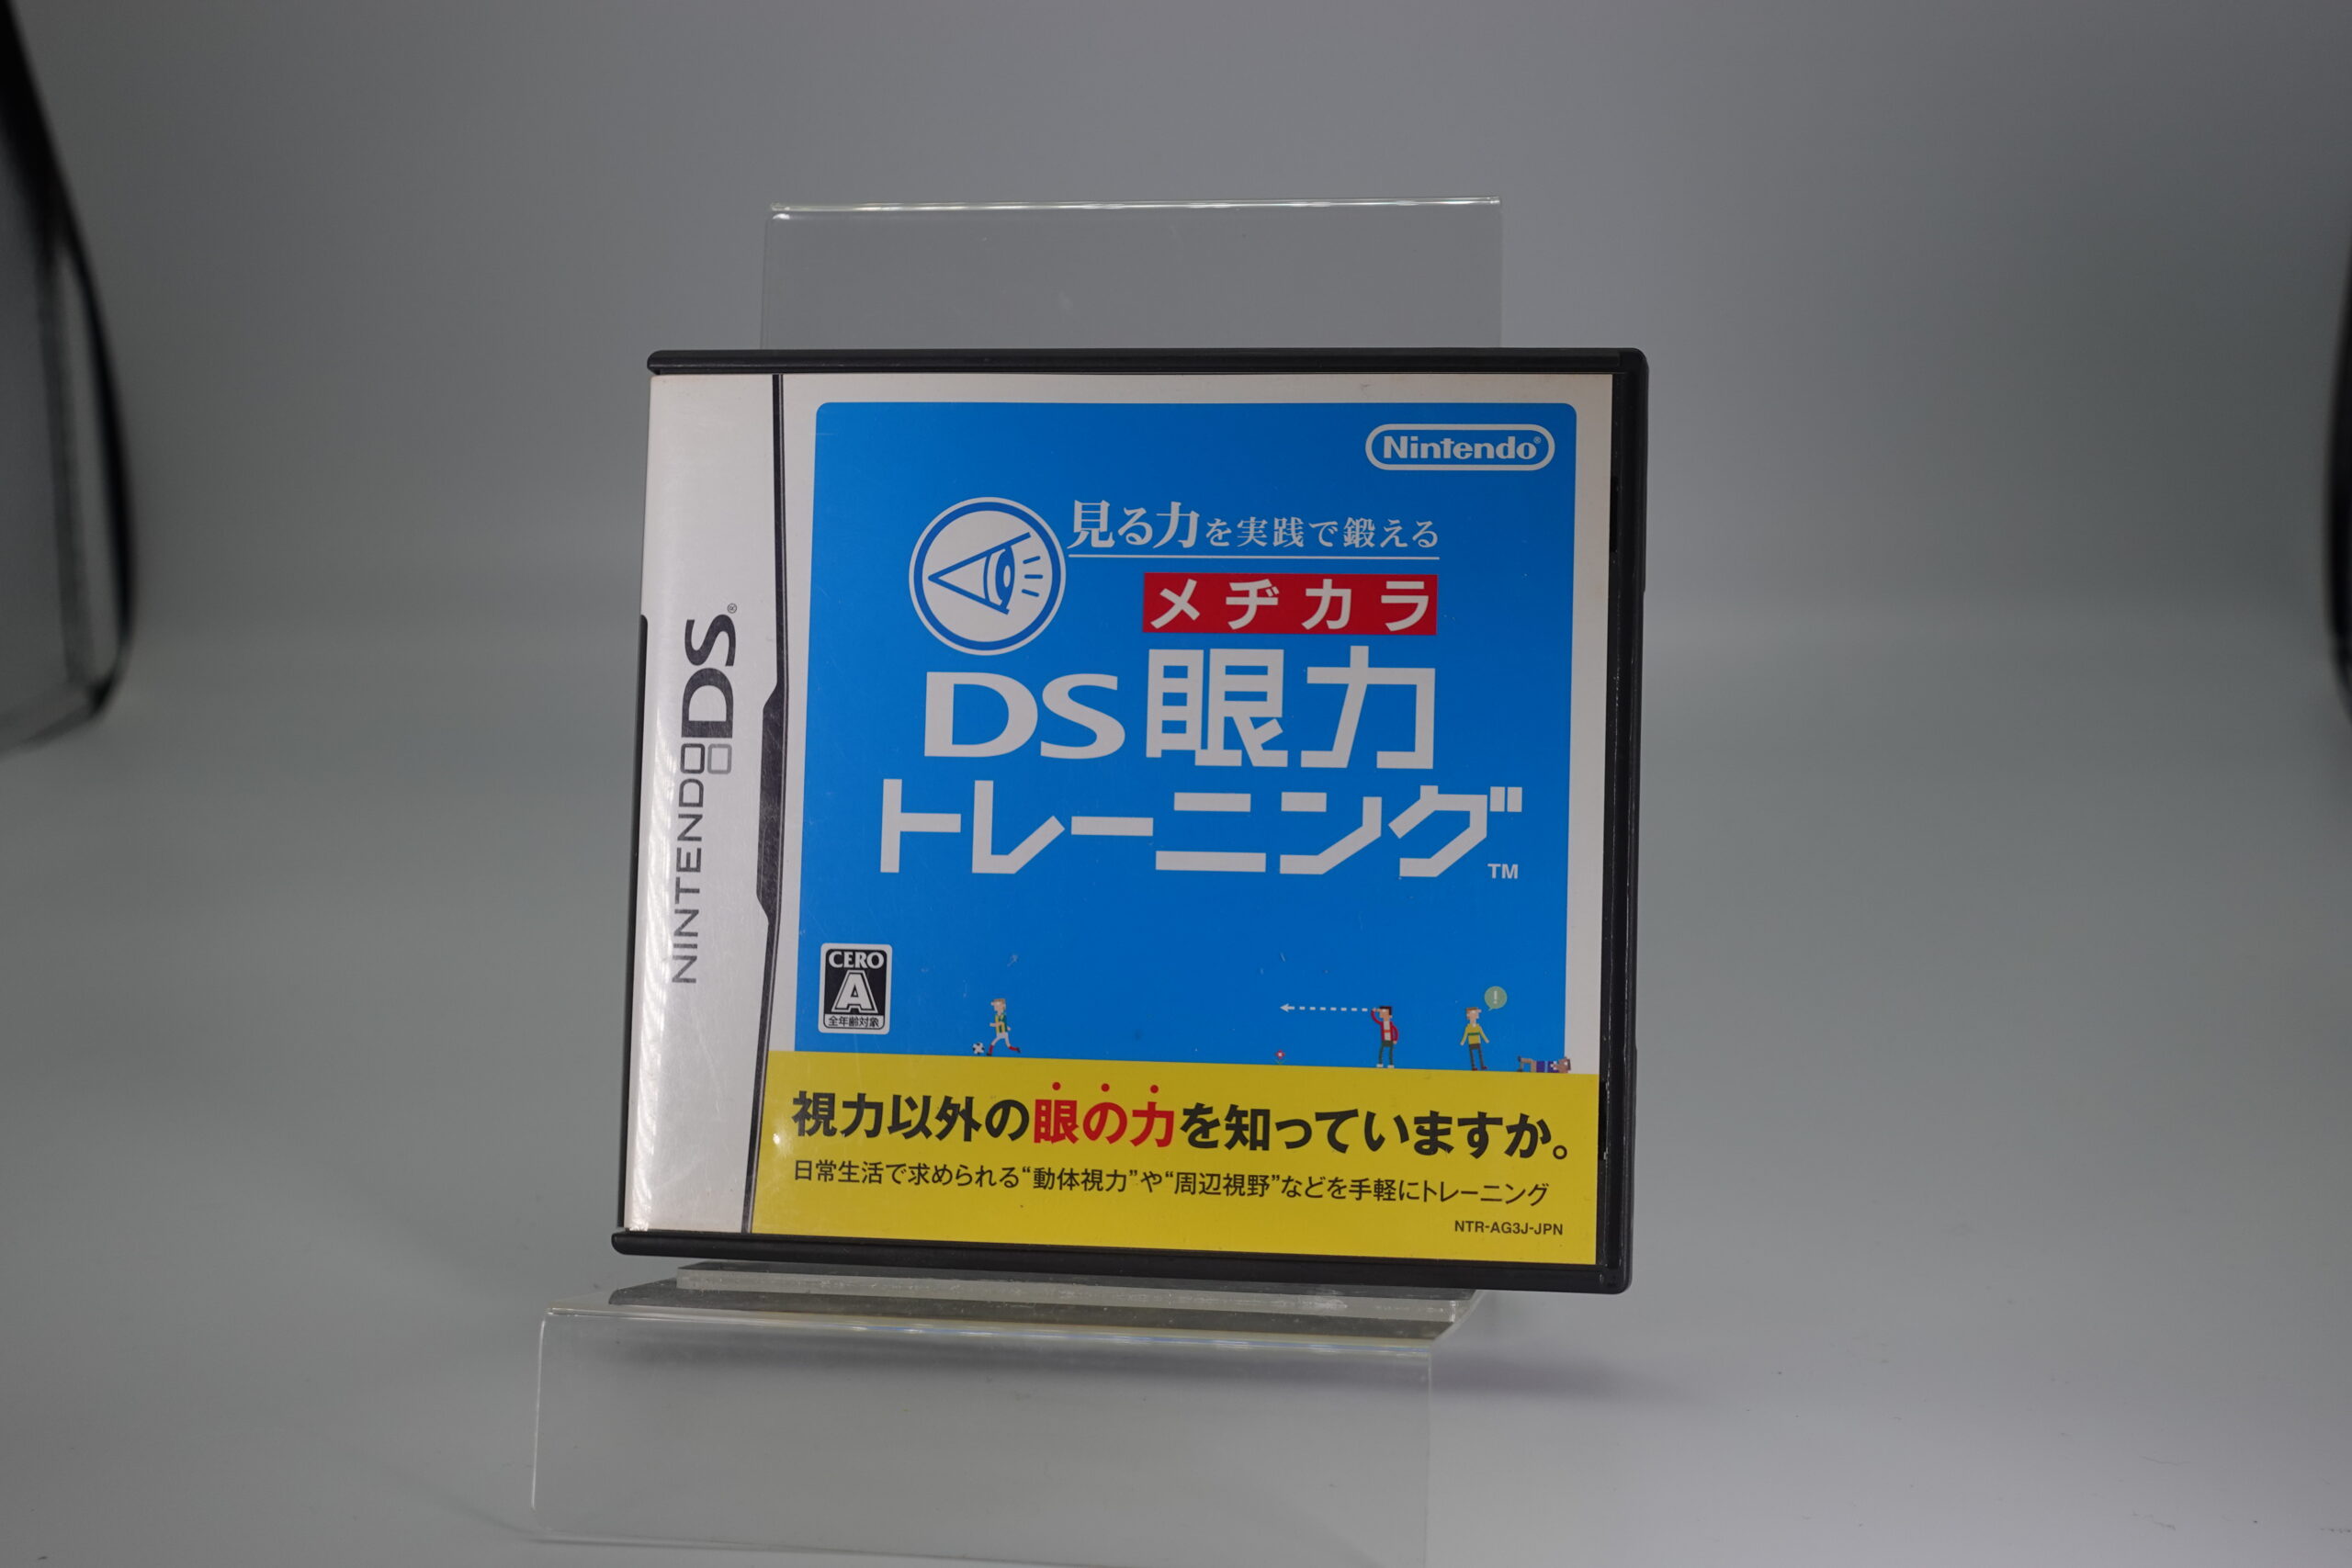 NINTENDO DS®
Nintendo®
見る力を実践で鍛える
メヂカラ
DS眼力
トレーニング™
CERO
A
全年齢対象
!
視力以外の眼の力を知っていますか。
日常生活で求められる“動体視力”や“周辺視野”などを手軽にトレーニング
NTR-AG3J-JPN